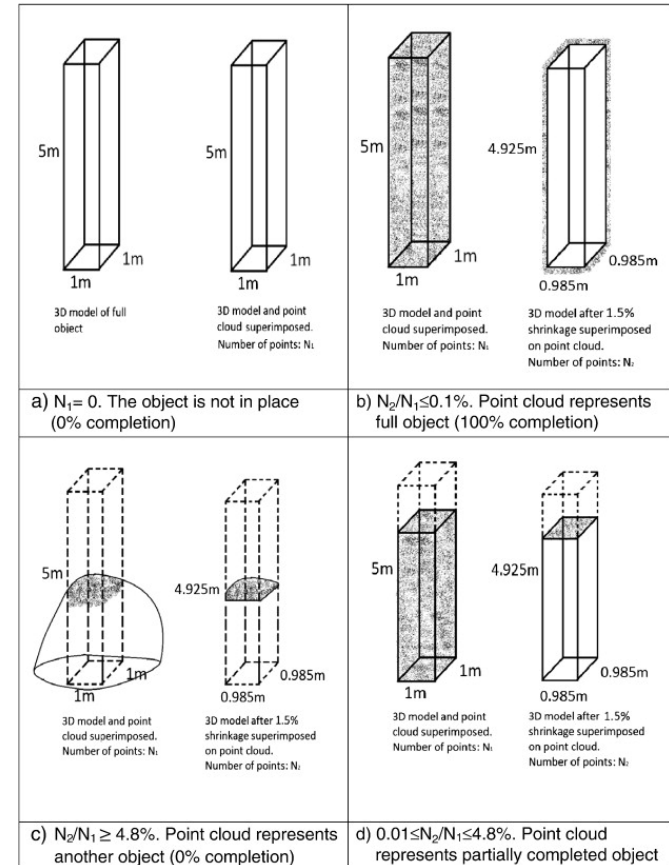 5m
5m
1m
1m
1m
1m
3D model of full
object
3D model and point
cloud superimposed.
Number of points: N₁
a) N₁= 0. The object is not in place
(0% completion)
5m
4.925m
1m
1m
0.985m
0.985m
3D model and point
cloud superimposed.
Number of points: N₁
3D model after 1.5%
shrinkage superimposed
on point cloud.
Number of points: N₂
b) N₂/N₁≤0.1%. Point cloud represents
full object (100% completion)
5m
4.925m
1m
1m
0.985m
0.985m
3D model and point
cloud superimposed.
Number of points: N₁
3D model after 1.5%
shrinkage superimposed
on point cloud.
Number of points: N₂
c) N₂/N₁ ≥ 4.8%. Point cloud represents
another object (0% completion)
5m
4.925m
1m
1m
0.985m
0.985m
3D model and point
cloud superimposed.
Number of points: N₁
3D model after 1.5%
shrinkage superimposed
on point cloud.
Number of points: N₂
d) 0.01≤N₂/N₁≤4.8%. Point cloud
represents partially completed object